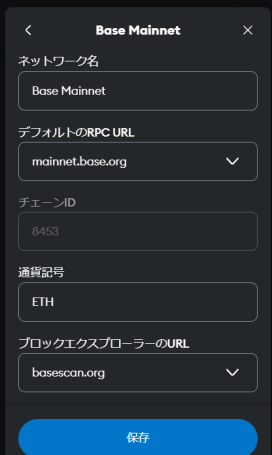 Base Mainnet
ネットワーク名
Base Mainnet
デフォルトのRPC URL
mainnet.base.org
チェーンID
8453
通貨記号
ETH
ブロックエクスプローラーのURL
basescan.org
保存